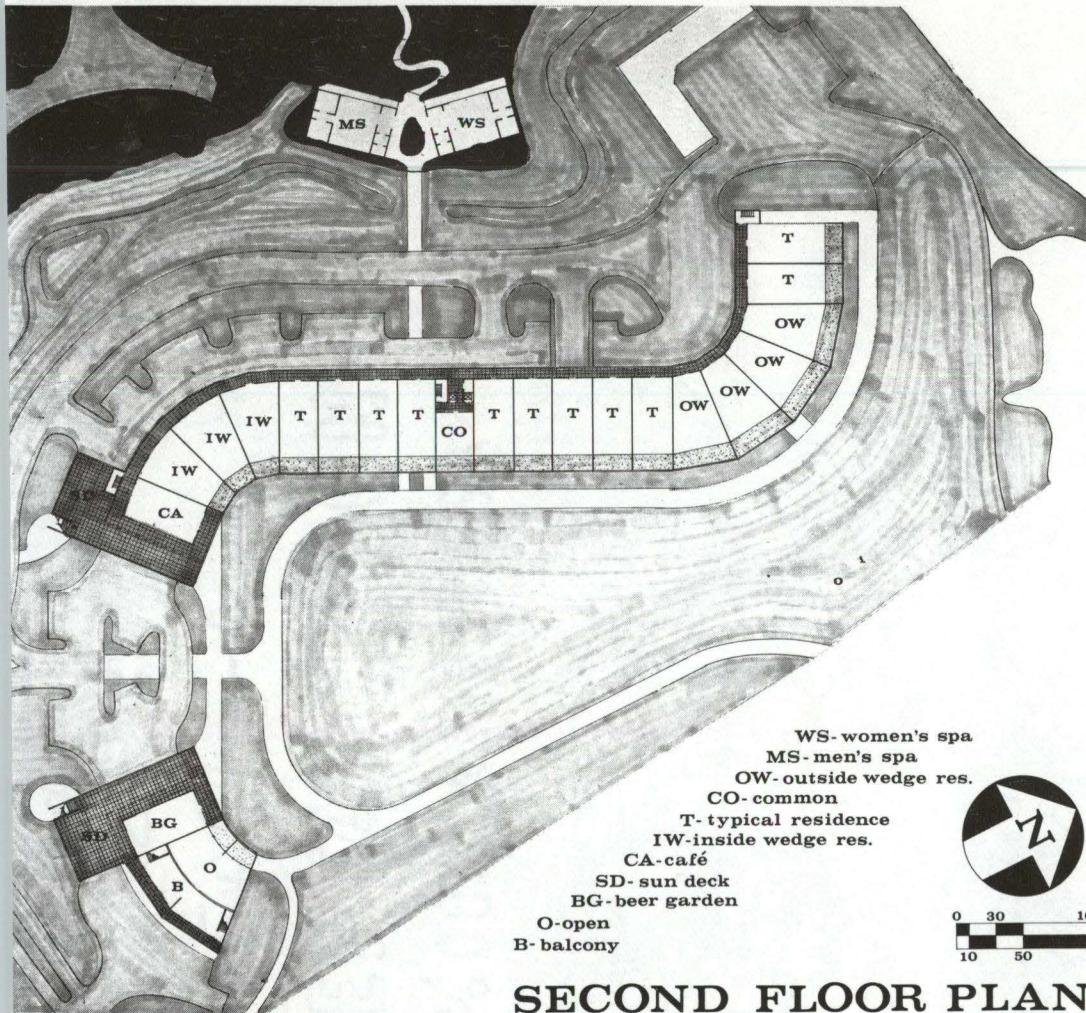 MS WS
T
T
OW
OW
OW
OW
T T T T CO T T T T T
IW
IW
IW
CA
SD
BG
SD
O
B
WS-women's spa
MS-men's spa
OW-outside wedge res.
CO-common
T-typical residence
IW-inside wedge res.
CA-café
SD-sun deck
BG-beer garden
O-open
B-balcony
N
0 30
10 50
SECOND FLOOR PLAN